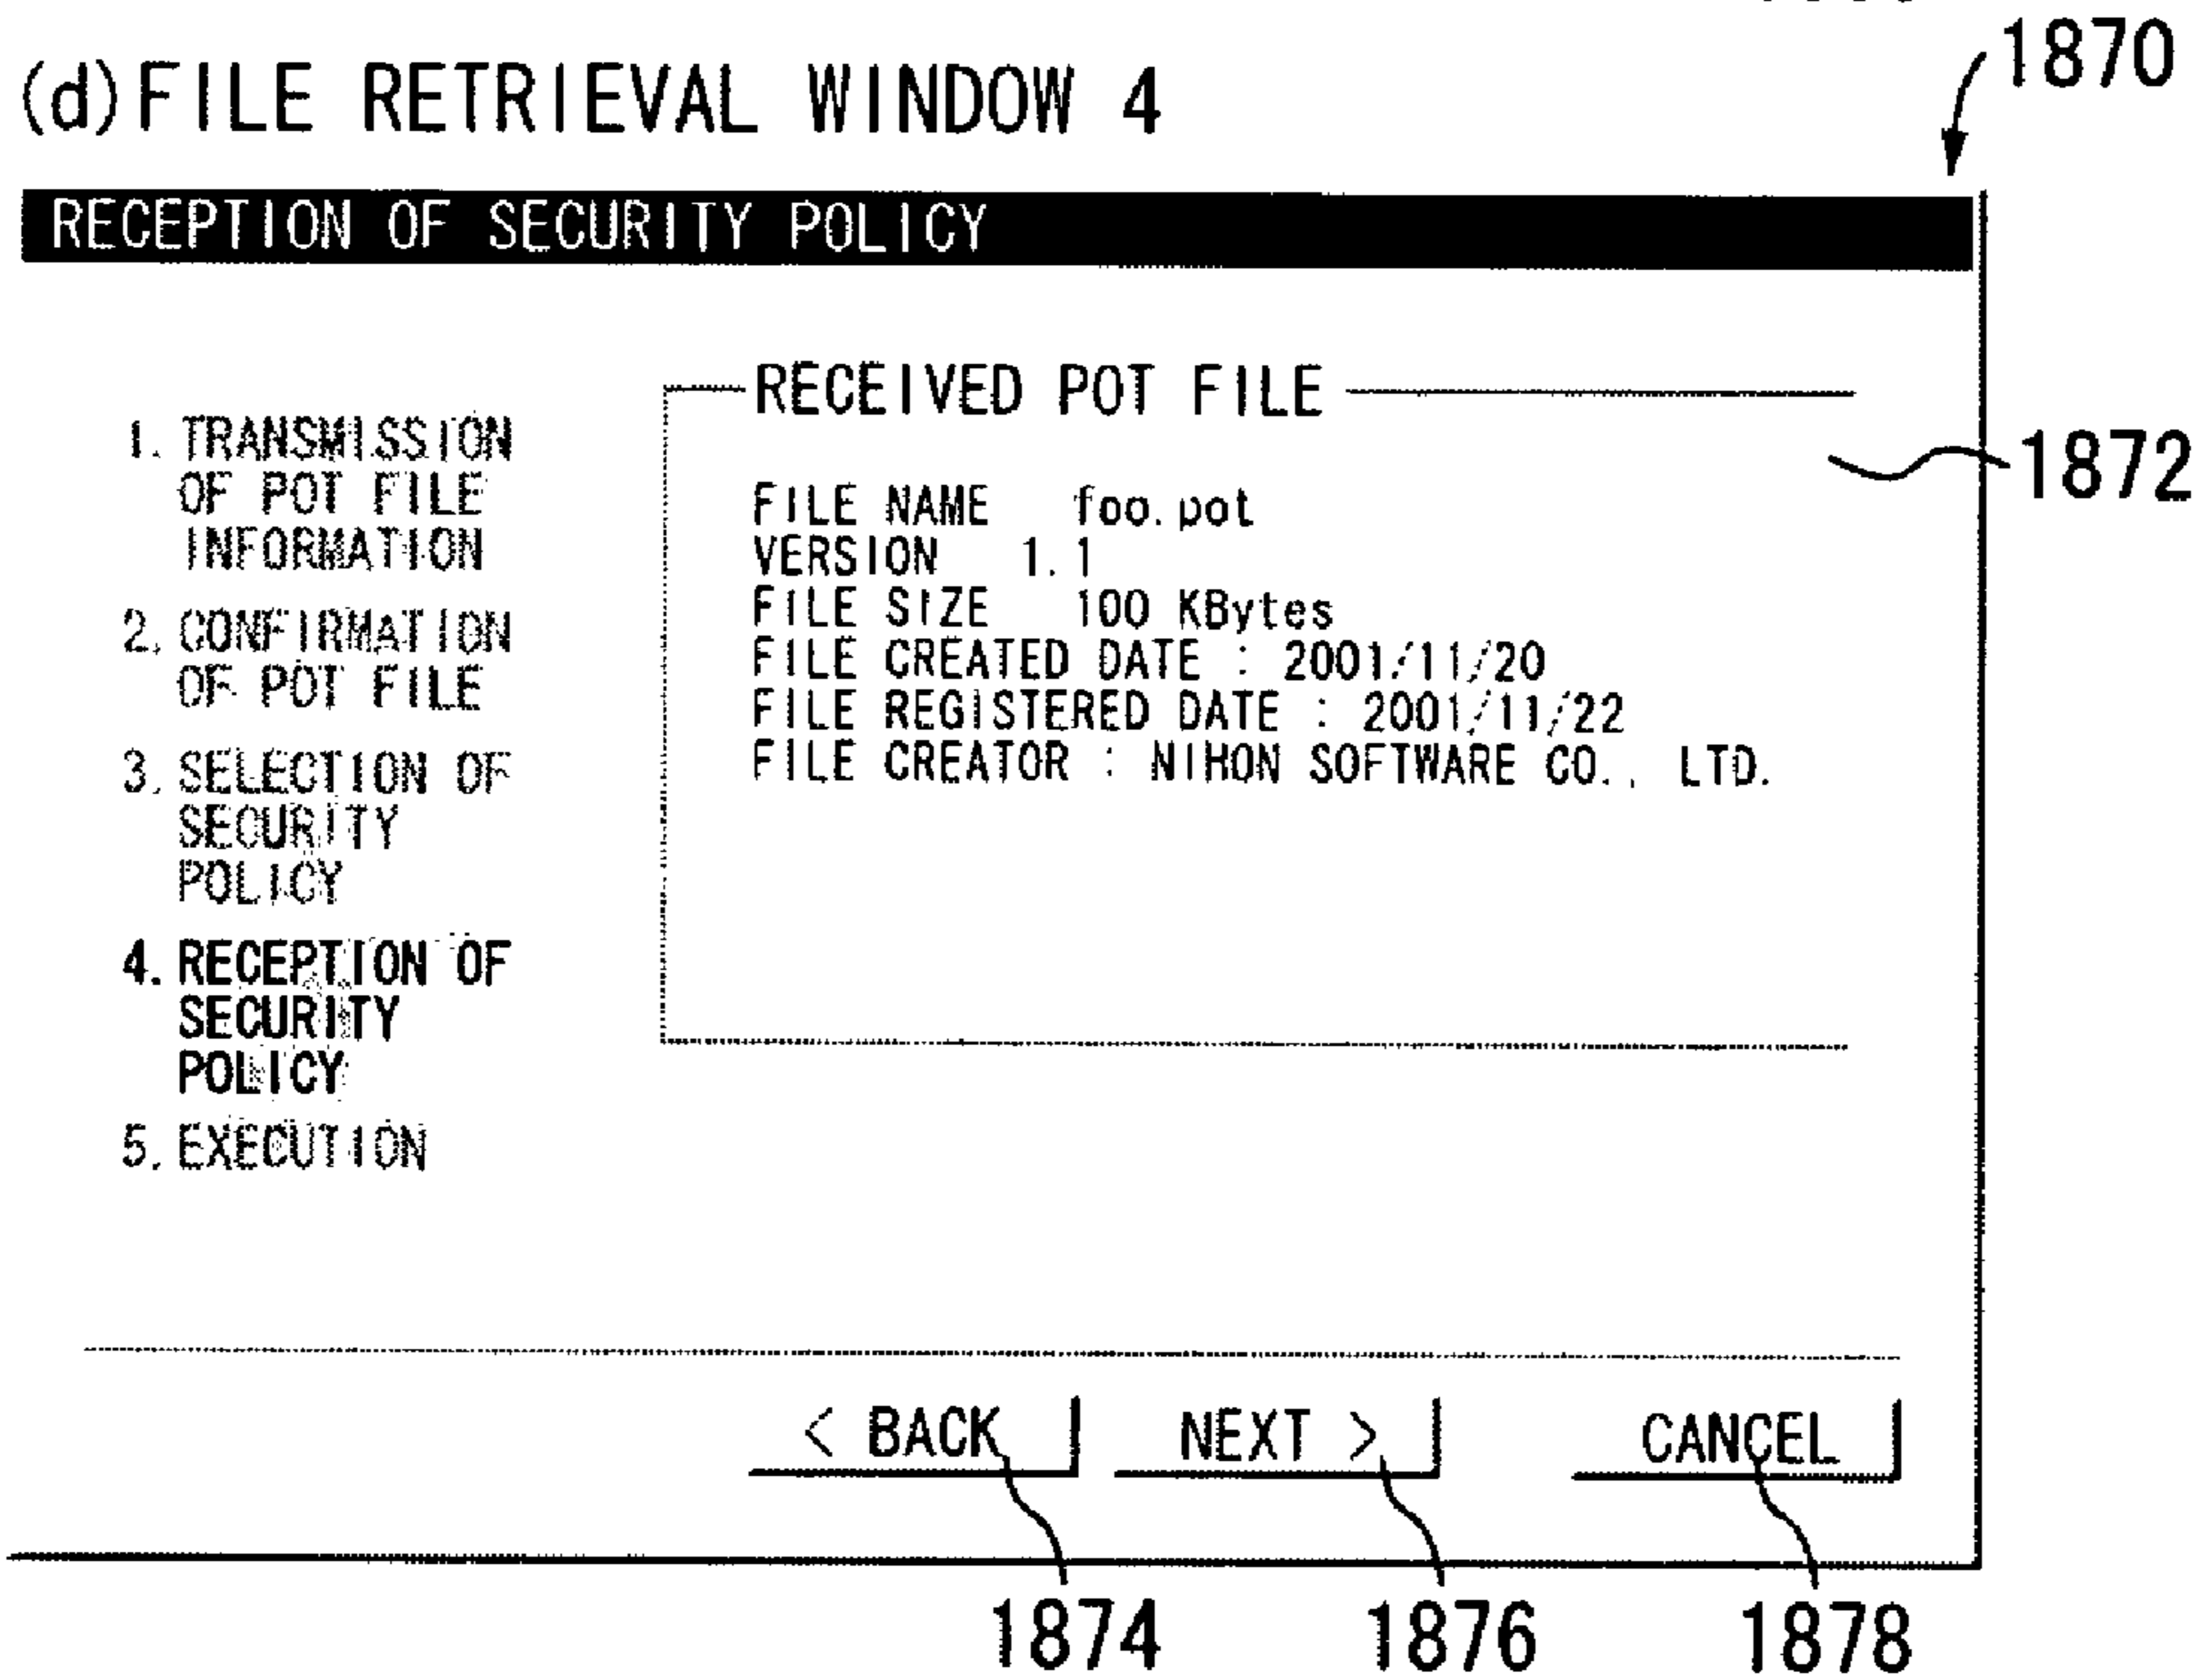 (d) FILE RETRIEVAL WINDOW 4
1870
RECEPTION OF SECURITY POLICY
RECEIVED POT FILE
1872
FILE NAME foo.pot
VERSION 1.1
FILE SIZE 100 KBytes
FILE CREATED DATE : 2001/11/20
FILE REGISTERED DATE : 2001/11/22
FILE CREATOR : NIHON SOFTWARE CO., LTD.
1. TRANSMISSION
OF POT FILE
INFORMATION
2. CONFIRMATION
OF POT FILE
3. SELECTION OF
SECURITY
POLICY
4. RECEPTION OF
SECURITY
POLICY
5. EXECUTION
< BACK NEXT > CANCEL
1874 1876 1878